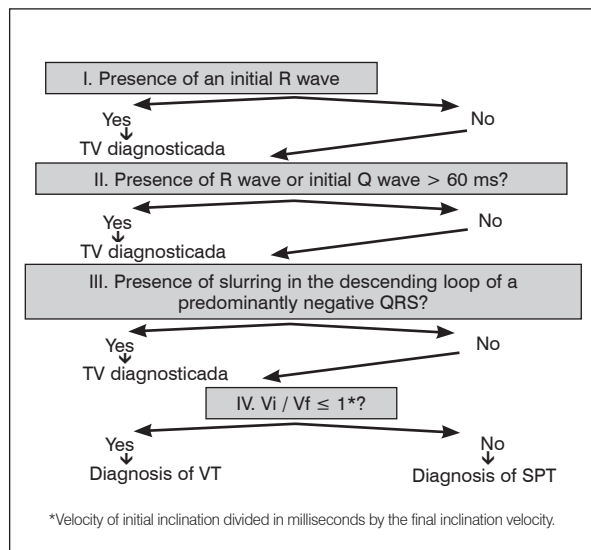 I. Presence of an initial R wave
Yes
No
TV diagnosticada
II. Presence of R wave or initial Q wave > 60 ms?
Yes
No
TV diagnosticada
III. Presence of slurring in the descending loop of a
predominantly negative QRS?
Yes
No
TV diagnosticada
IV. Vi / Vf ≤ 1*?
Yes
No
Diagnosis of VT
Diagnosis of SPT
*Velocity of initial inclination divided in milliseconds by the final inclination velocity.